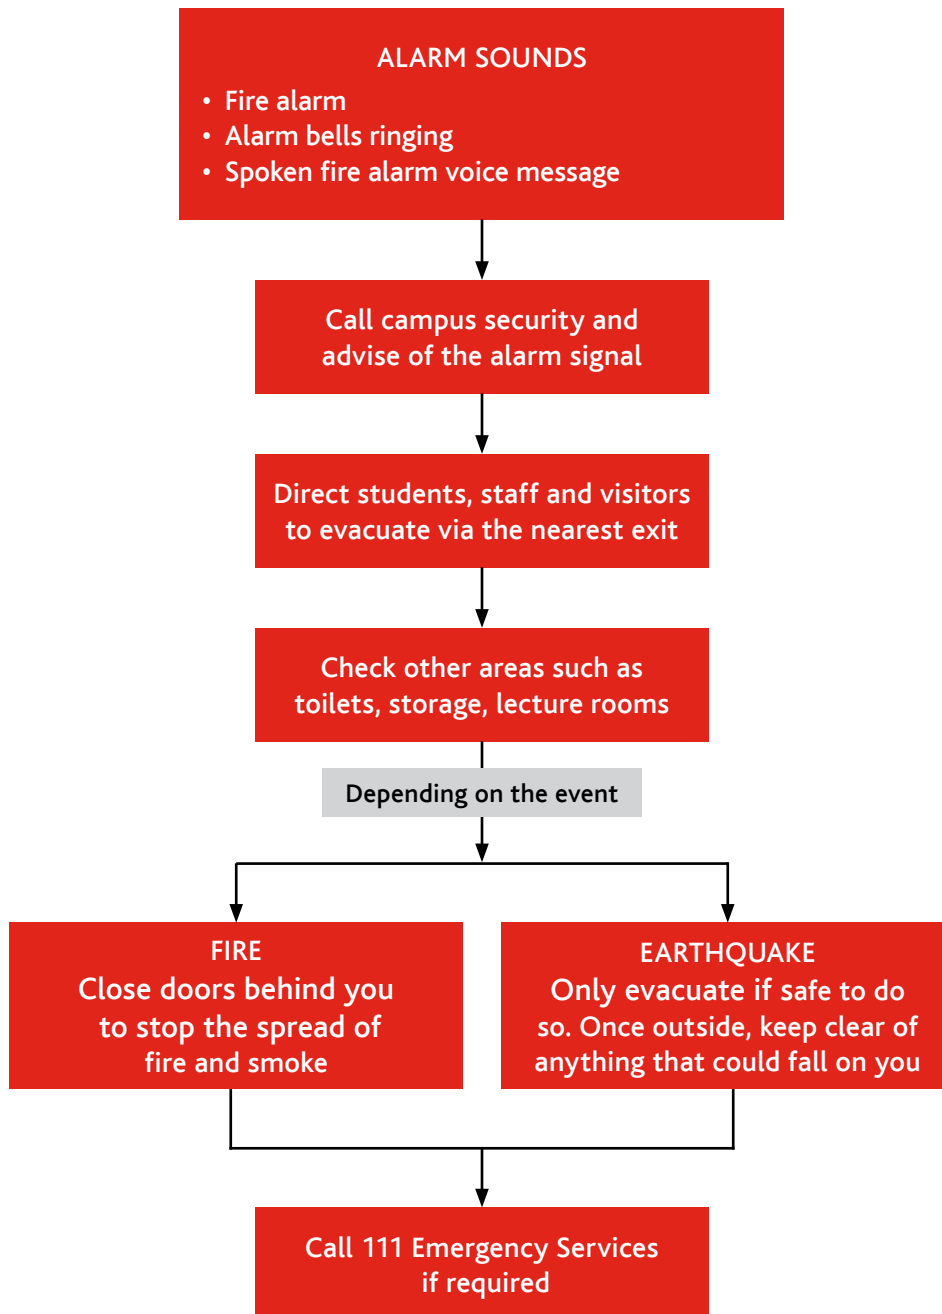 ALARM SOUNDS
• Fire alarm
• Alarm bells ringing
• Spoken fire alarm voice message
Call campus security and
advise of the alarm signal
Direct students, staff and visitors
to evacuate via the nearest exit
Check other areas such as
toilets, storage, lecture rooms
Depending on the event
FIRE
Close doors behind you
to stop the spread of
fire and smoke
EARTHQUAKE
Only evacuate if safe to do
so. Once outside, keep clear of
anything that could fall on you
Call 111 Emergency Services
if required